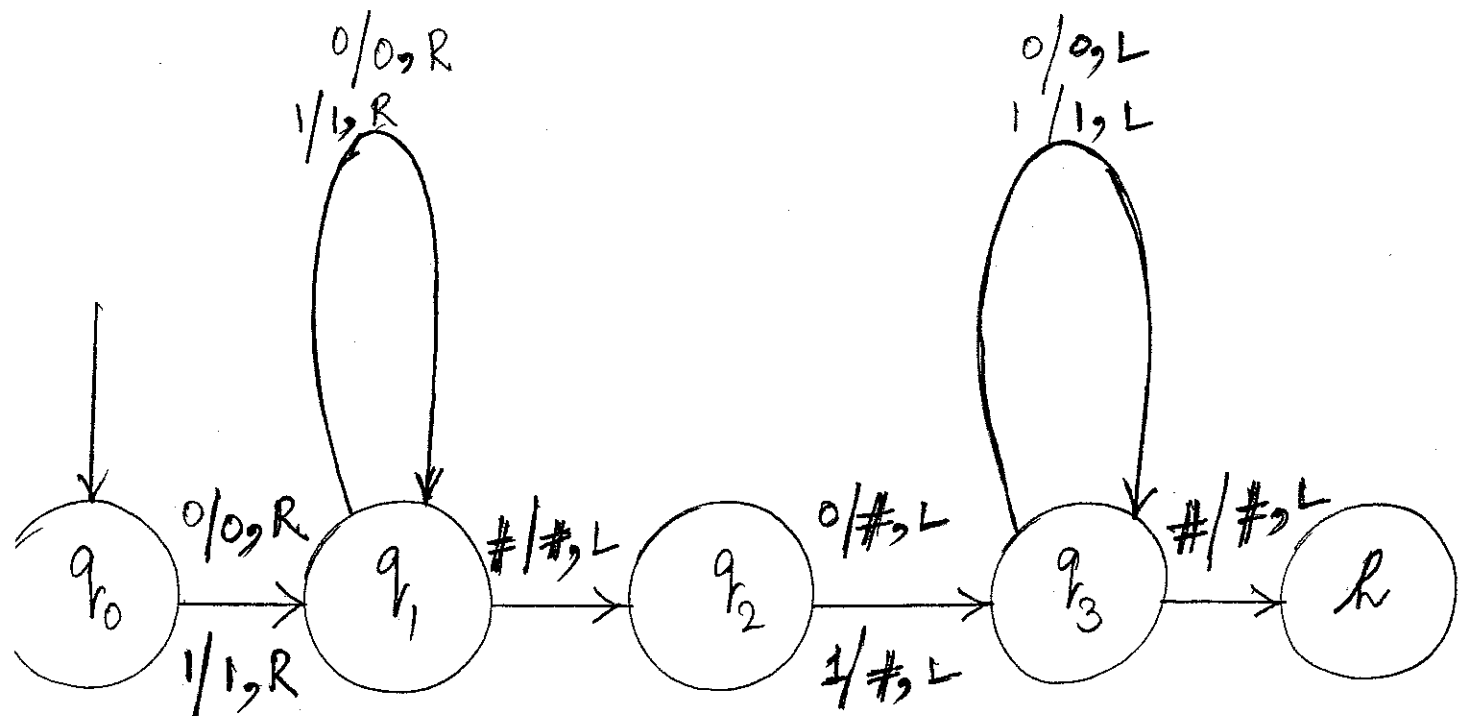 0/0, R
1/1, R
0/0, L
1/1, L
0/0, R
#/#, L
0/#, L
#/#, L
q0
q1
q2
q3
h
1/1, R
1/#, L